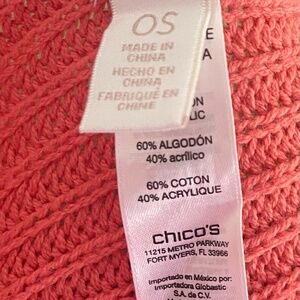 OS
MADE IN
CHINA
HECHO EN
CHINA
FABRIQUÉ EN
CHINE
60% ALGODÓN
40% acrílico
60% COTON
40% ACRYLIQUE
chico's
11215 METRO PARKWAY
FORT MYERS, FL 33966
Importado en México por:
Importadora Globastic
S.A. de C.V.